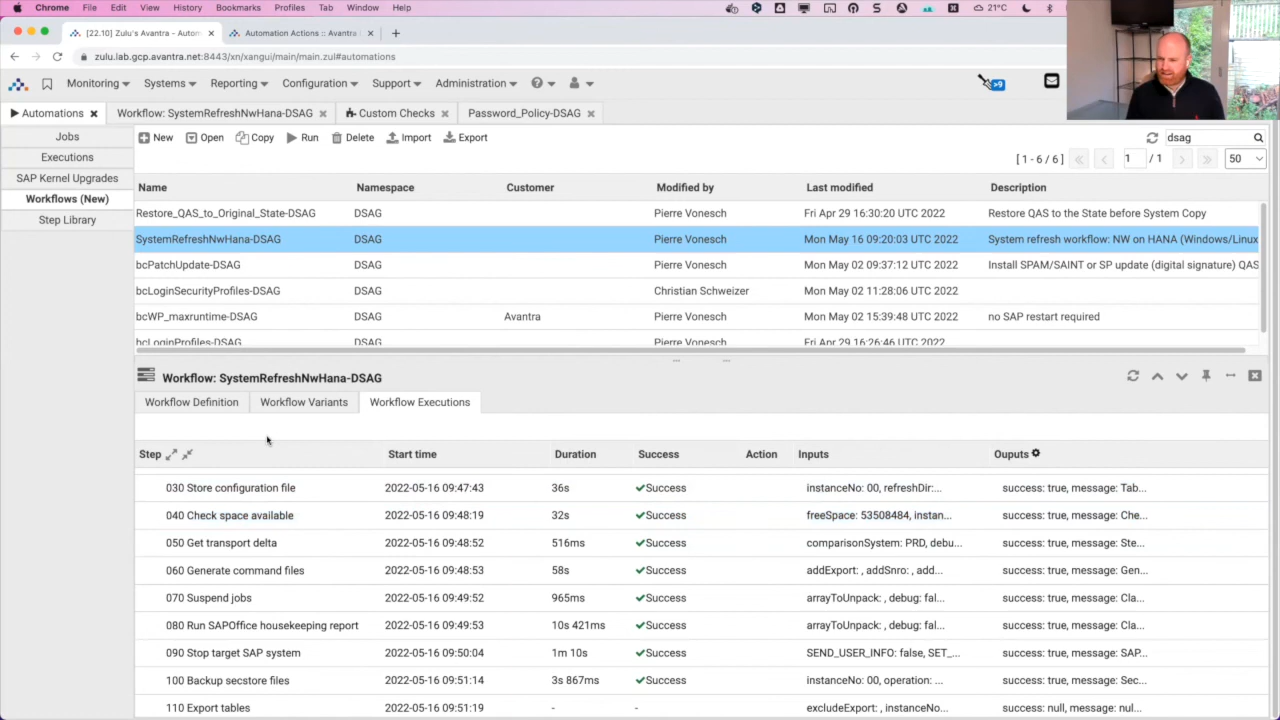 Chrome File Edit View History Bookmarks Profiles Tab Window Help 21°C
[22.10] Zulu's Avantra - Autom Automation Actions :: Avantra
zulu.lab.gcp.avantra.net:8443/xn/xangui/main/main.zul#automations
Monitoring Systems Reporting Configuration Support Administration >9
Automations Workflow: SystemRefreshNwHana-DSAG Custom Checks Password_Policy-DSAG
Jobs
Executions
SAP Kernel Upgrades
Workflows (New)
Step Library
New Open Copy Run Delete Import Export dsag
[ 1 - 6 / 6 ] 1 / 1 50
Name Namespace Customer Modified by Last modified Description
Restore_QAS_to_Original_State-DSAG DSAG Pierre Vonesch Fri Apr 29 16:30:20 UTC 2022 Restore QAS to the State before System Copy
SystemRefreshNwHana-DSAG DSAG Pierre Vonesch Mon May 16 09:20:03 UTC 2022 System refresh workflow: NW on HANA (Windows/Linux
bcPatchUpdate-DSAG DSAG Pierre Vonesch Mon May 02 09:37:12 UTC 2022 Install SPAM/SAINT or SP update (digital signature) QAS
bcLoginSecurityProfiles-DSAG DSAG Christian Schweizer Mon May 02 11:28:06 UTC 2022
bcWP_maxruntime-DSAG DSAG Avantra Pierre Vonesch Mon May 02 15:39:48 UTC 2022 no SAP restart required
bcLoginProfiles-DSAG DSAG Pierre Vonesch Fri Apr 29 16:26:46 UTC 2022
Workflow: SystemRefreshNwHana-DSAG
Workflow Definition Workflow Variants Workflow Executions
Step Start time Duration Success Action Inputs Ouputs
030 Store configuration file 2022-05-16 09:47:43 36s Success instanceNo: 00, refreshDir:... success: true, message: Tab...
040 Check space available 2022-05-16 09:48:19 32s Success freeSpace: 53508484, instan... success: true, message: Che...
050 Get transport delta 2022-05-16 09:48:52 516ms Success comparisonSystem: PRD, debu... success: true, message: Ste...
060 Generate command files 2022-05-16 09:48:53 58s Success addExport: , addSnro: , add... success: true, message: Gen...
070 Suspend jobs 2022-05-16 09:49:52 965ms Success arrayToUnpack: , debug: fal... success: true, message: Cla...
080 Run SAPOffice housekeeping report 2022-05-16 09:49:53 10s 421ms Success arrayToUnpack: , debug: fal... success: true, message: Cla...
090 Stop target SAP system 2022-05-16 09:50:04 1m 10s Success SEND_USER_INFO: false, SET_... success: true, message: SAP...
100 Backup secstore files 2022-05-16 09:51:14 3s 867ms Success instanceNo: 00, operation: ... success: true, message: Sec...
110 Export tables 2022-05-16 09:51:19 - - excludeExport: , instanceNo... success: null, message: nul...